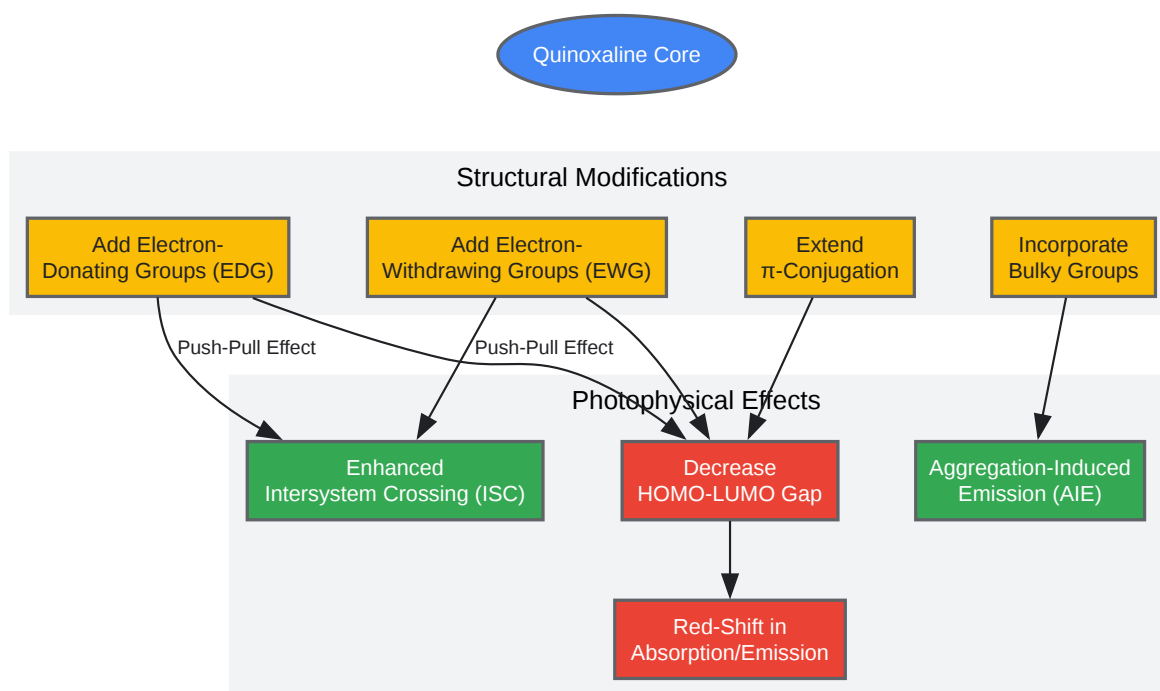 Quinoxaline Core
Structural Modifications
Add Electron-
Donating Groups (EDG)
Add Electron-
Withdrawing Groups (EWG)
Extend
π-Conjugation
Incorporate
Bulky Groups
Push-Pull Effect
Push-Pull Effect
Photophysical Effects
Enhanced
Intersystem Crossing (ISC)
Decrease
HOMO-LUMO Gap
Aggregation-Induced
Emission (AIE)
Red-Shift in
Absorption/Emission